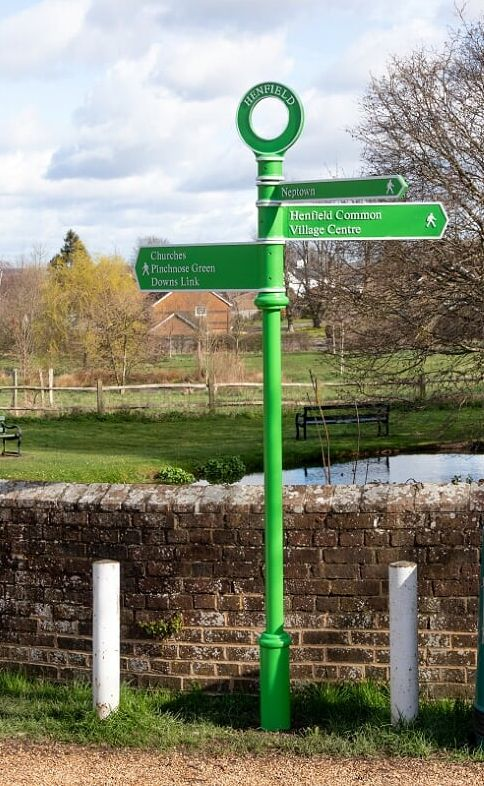 HENFIELD
Neptown
Henfield Common
Village Centre
Churches
Pinchnose Green
Downs Link